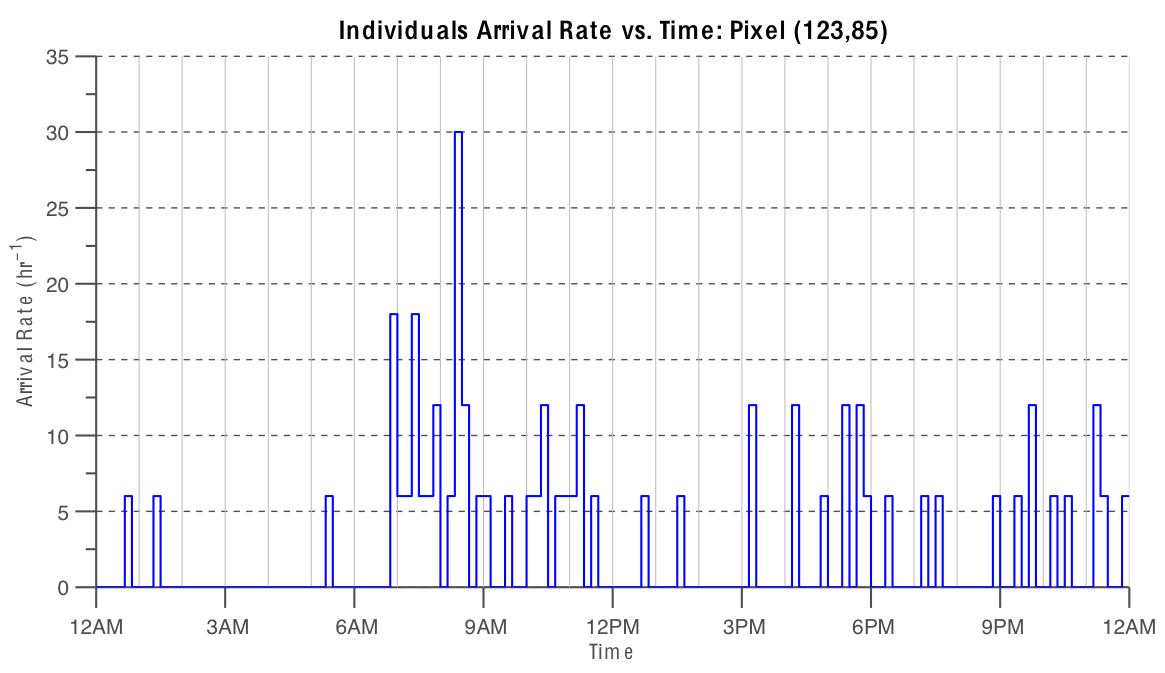 Individuals Arrival Rate vs. Time: Pixel (123,85)
35
30
25
20
15
10
5
0
Arrival Rate (hr⁻¹)
12AM 3AM 6AM 9AM 12PM 3PM 6PM 9PM 12AM
Time